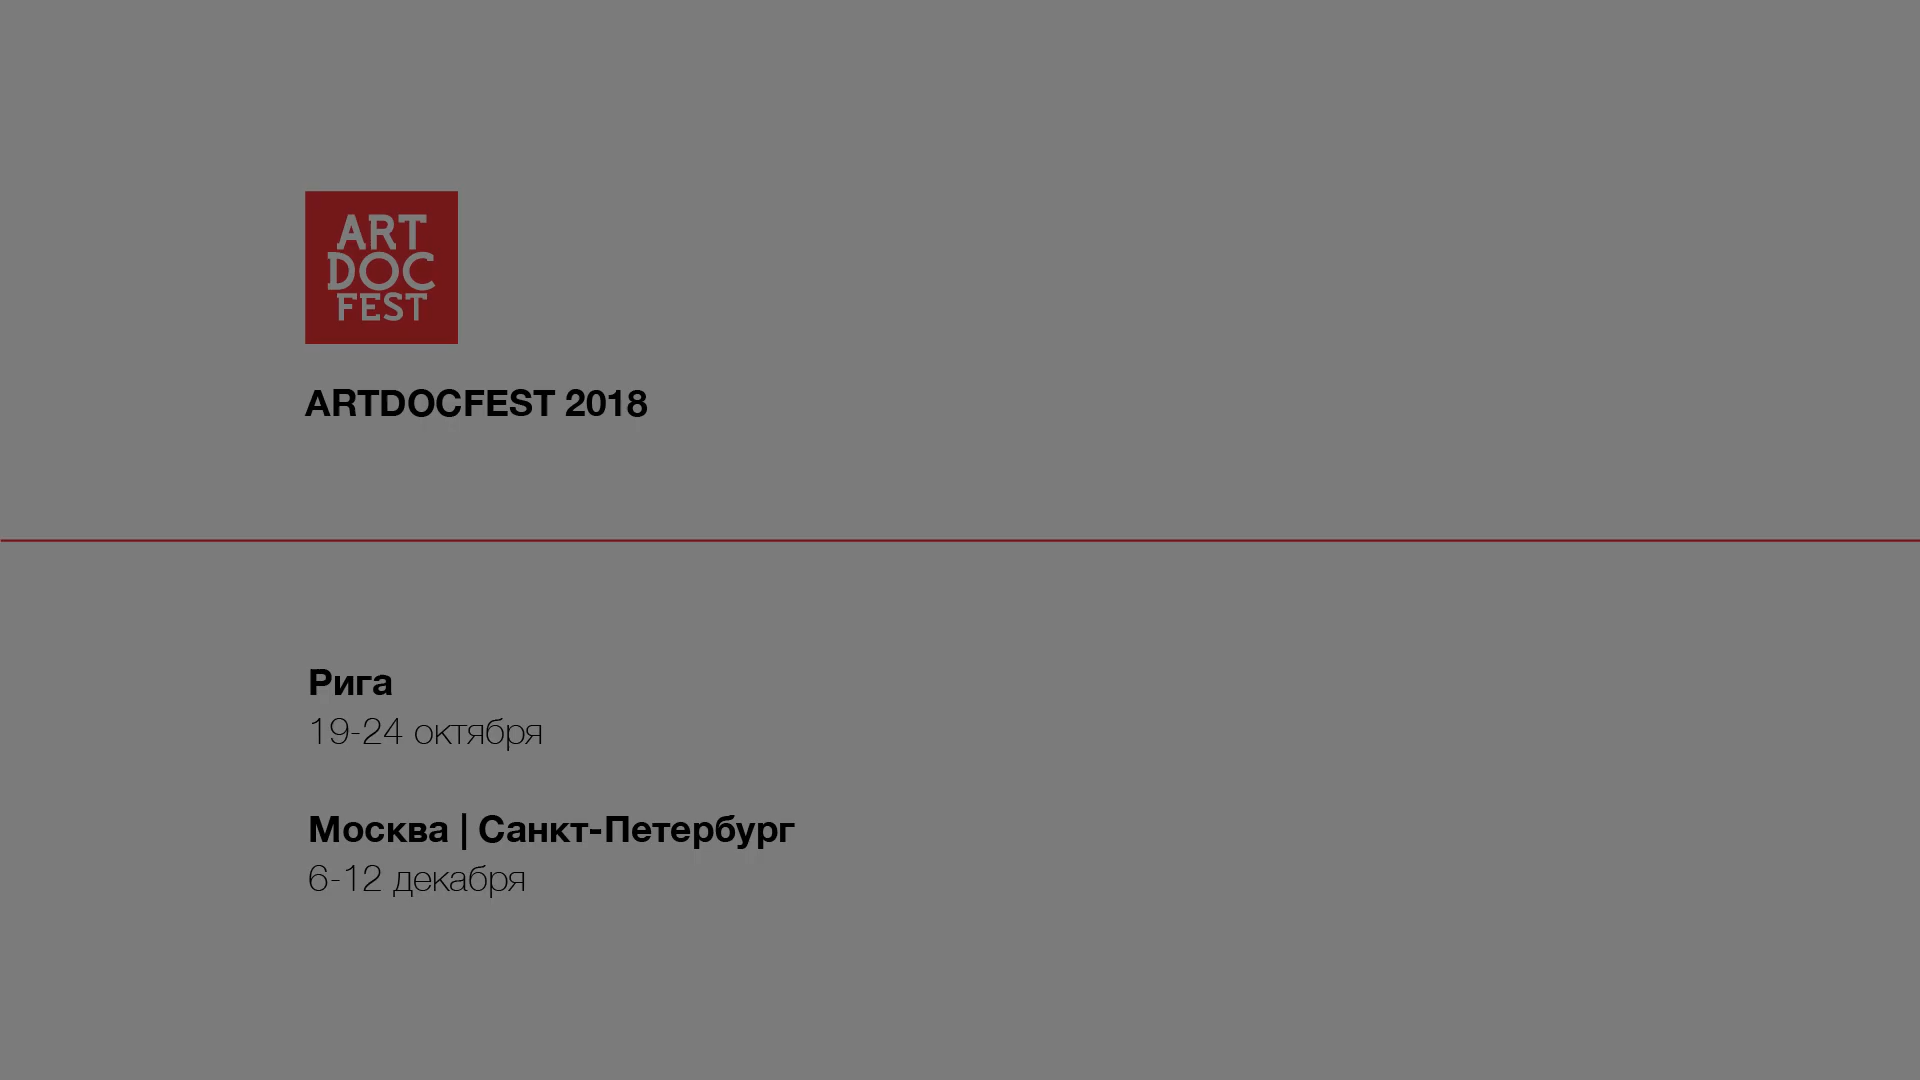 ART
DOC
FEST
ARTDOCFEST 2018
Рига
19-24 октября
Москва | Санкт-Петербург
6-12 декабря